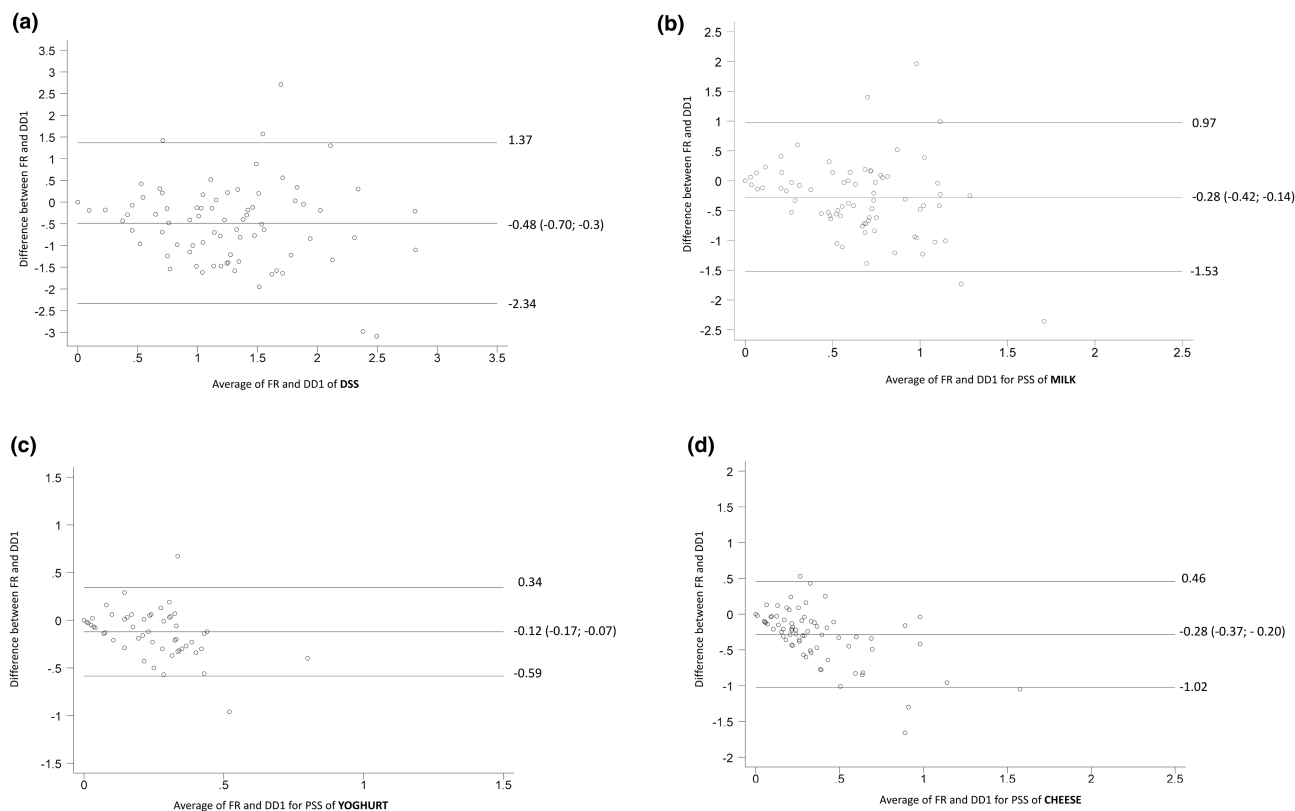 (a)
Difference between FR and DD1
3.5
3
2.5
2
1.5
1
.5
0
-.5
-1
-1.5
-2
-2.5
-3
1.37
-0.48 (-0.70; -0.3)
-2.34
0 .5 1 1.5 2 2.5 3 3.5
Average of FR and DD1 of DSS
(b)
Difference between FR and DD1
2.5
2
1.5
1
.5
0
-.5
-1
-1.5
-2
-2.5
0.97
-0.28 (-0.42; -0.14)
-1.53
0 .5 1 1.5 2 2.5
Average of FR and DD1 for PSS of MILK
(c)
Difference between FR and DD1
1.5
1
.5
0
-.5
-1
-1.5
0.34
-0.12 (-0.17; -0.07)
-0.59
0 .5 1 1.5
Average of FR and DD1 for PSS of YOGHURT
(d)
Difference between FR and DD1
2
1.5
1
.5
0
-.5
-1
-1.5
-2
0.46
-0.28 (-0.37; - 0.20)
-1.02
0 .5 1 1.5 2 2.5
Average of FR and DD1 for PSS of CHEESE